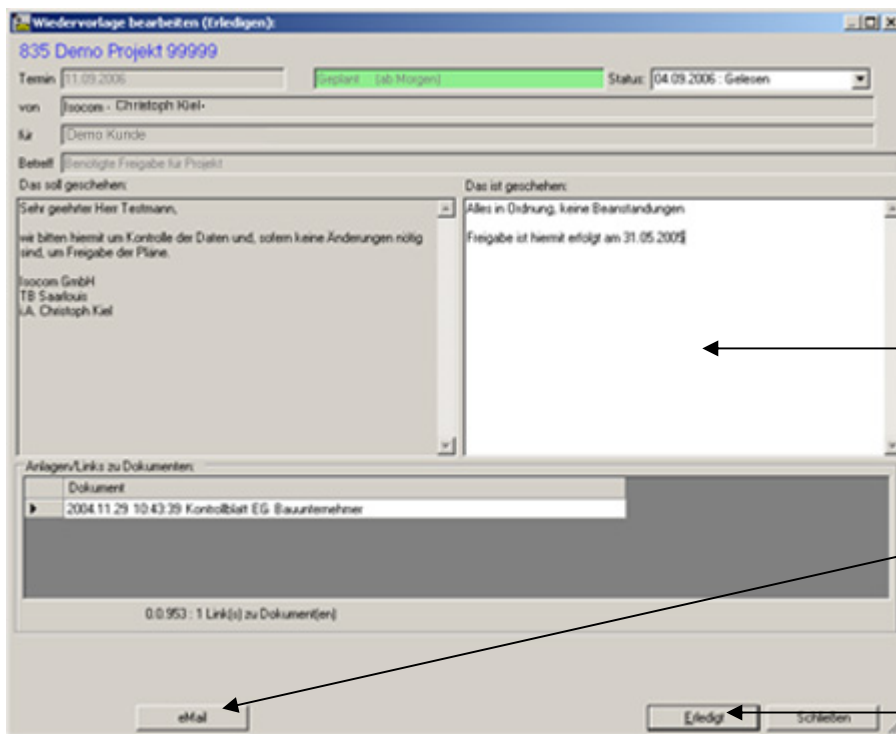 Wiedervorlage bearbeiten (Erledigen):
835 Demo Projekt 99999
Termin 11.09.2006 Geplant (ab Morgen) Status: 04.09.2006 : Gelesen
von Isocom - Christoph Kiel-
für Demo Kunde
Betreff Benötigte Freigabe für Projekt
Das soll geschehen: Das ist geschehen:
Sehr geehrter Herr Testmann,
wir bitten hiermit um Kontrolle der Daten und, sofern keine Änderungen nötig
sind, um Freigabe der Pläne.
Isocom GmbH
TB Saarlouis
i.A. Christoph Kiel
Alles in Ordnung, keine Beanstandungen
Freigabe ist hiermit erfolgt am 31.05.2005
Anlagen/Links zu Dokumenten:
Dokument
2004.11.29 10:43:39 Kontrollblatt EG Bauunternehmer
0.0.953 : 1 Link(s) zu Dokument(en)
eMail Erledigt Schließen